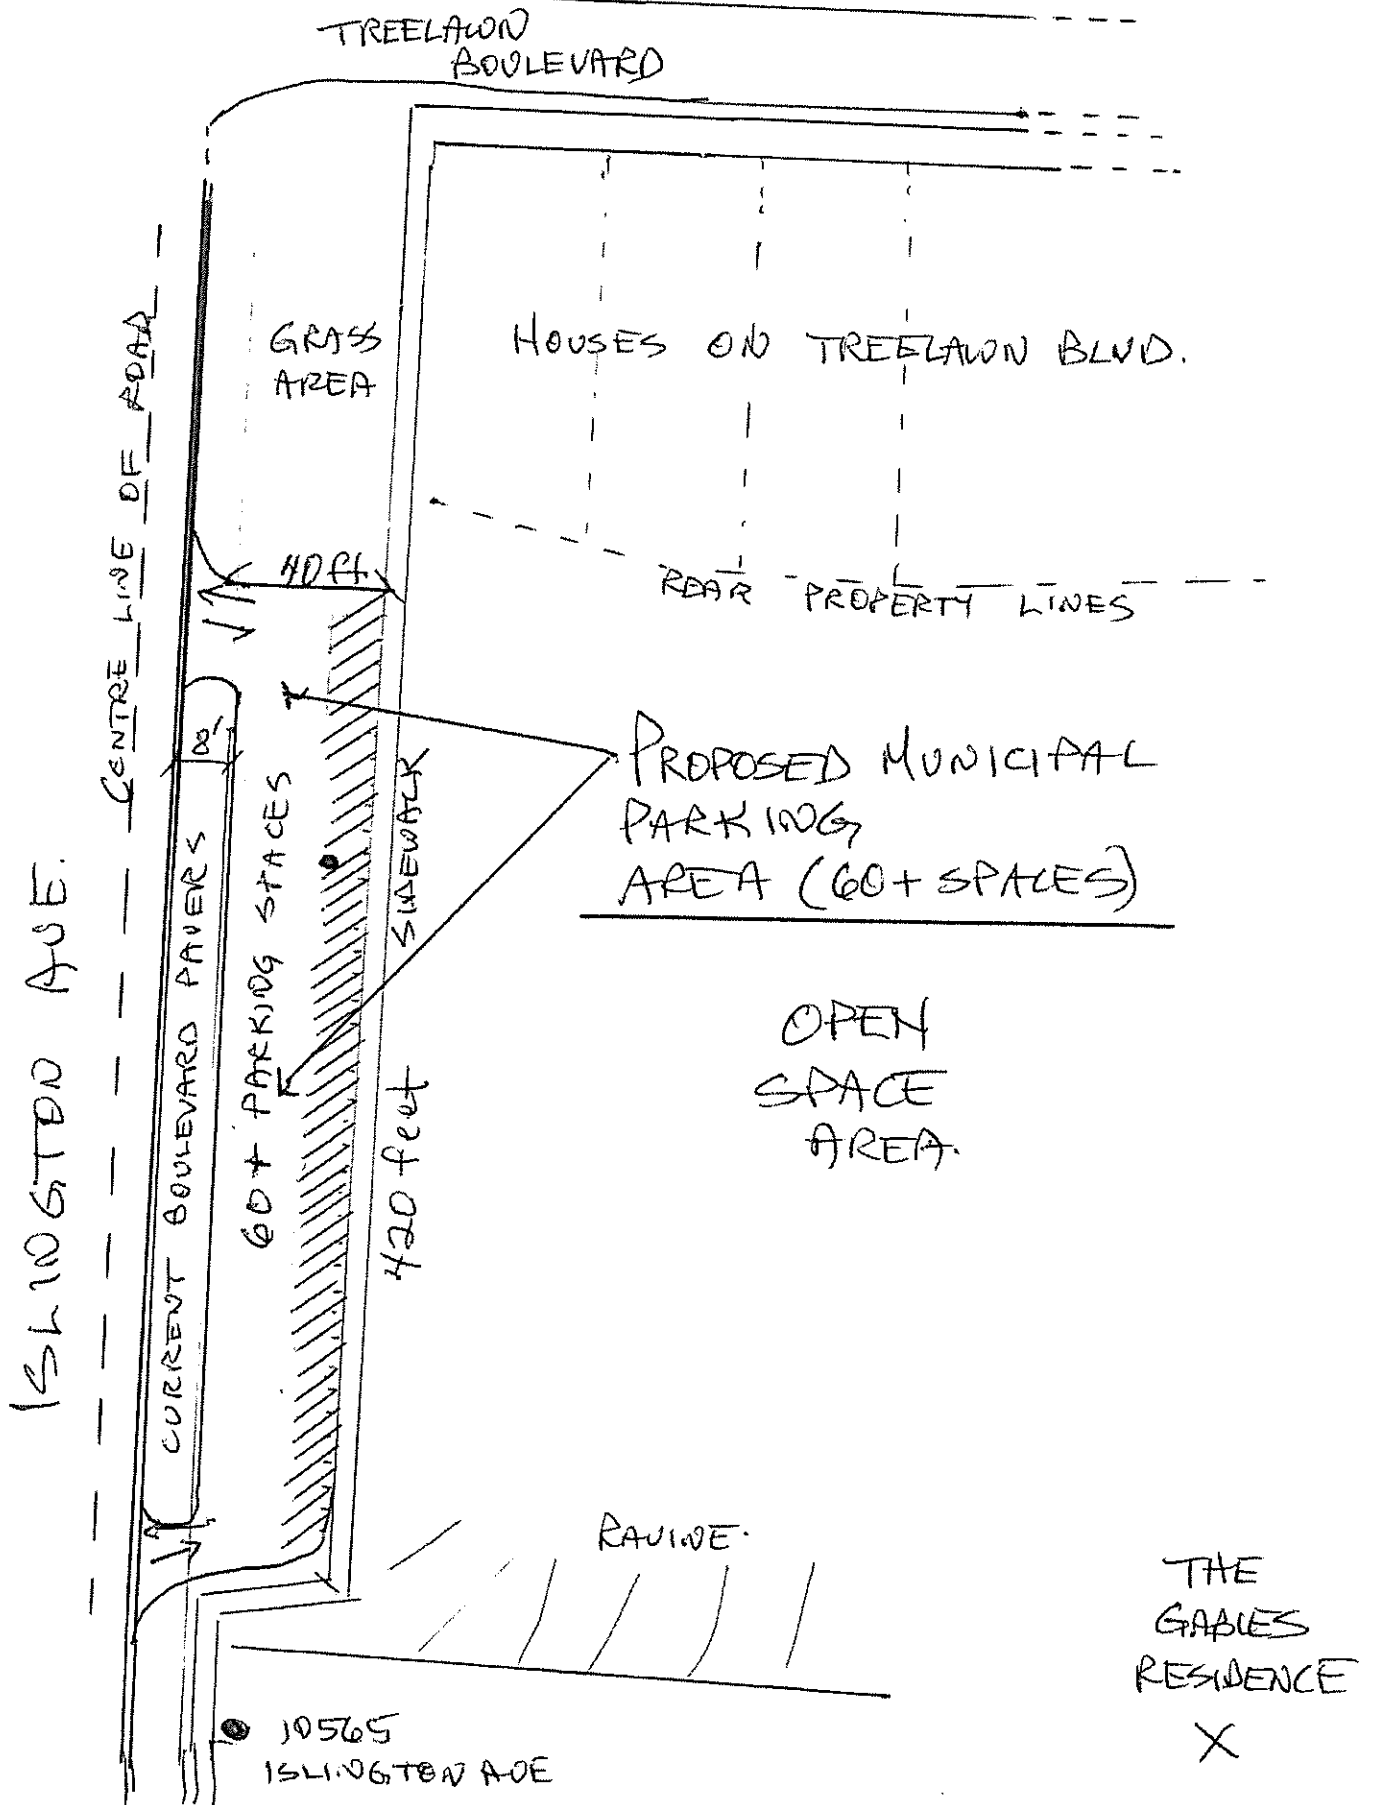 TREELAWN
BOULEVARD
GRASS
AREA
HOUSES ON TREELAWN BLVD.
CENTRE LINE OF ROAD
40 ft
REAR PROPERTY LINES
8'
PROPOSED MUNICIPAL
PARKING
AREA (60+ SPACES)
SIDEWALK
60+ PARKING SPACES
CURRENT BOULEVARD PAVERS
ISLINGTON AVE.
420 feet
OPEN
SPACE
AREA.
RAVINE.
THE
GABLES
RESIDENCE
X
10565
ISLINGTON AVE